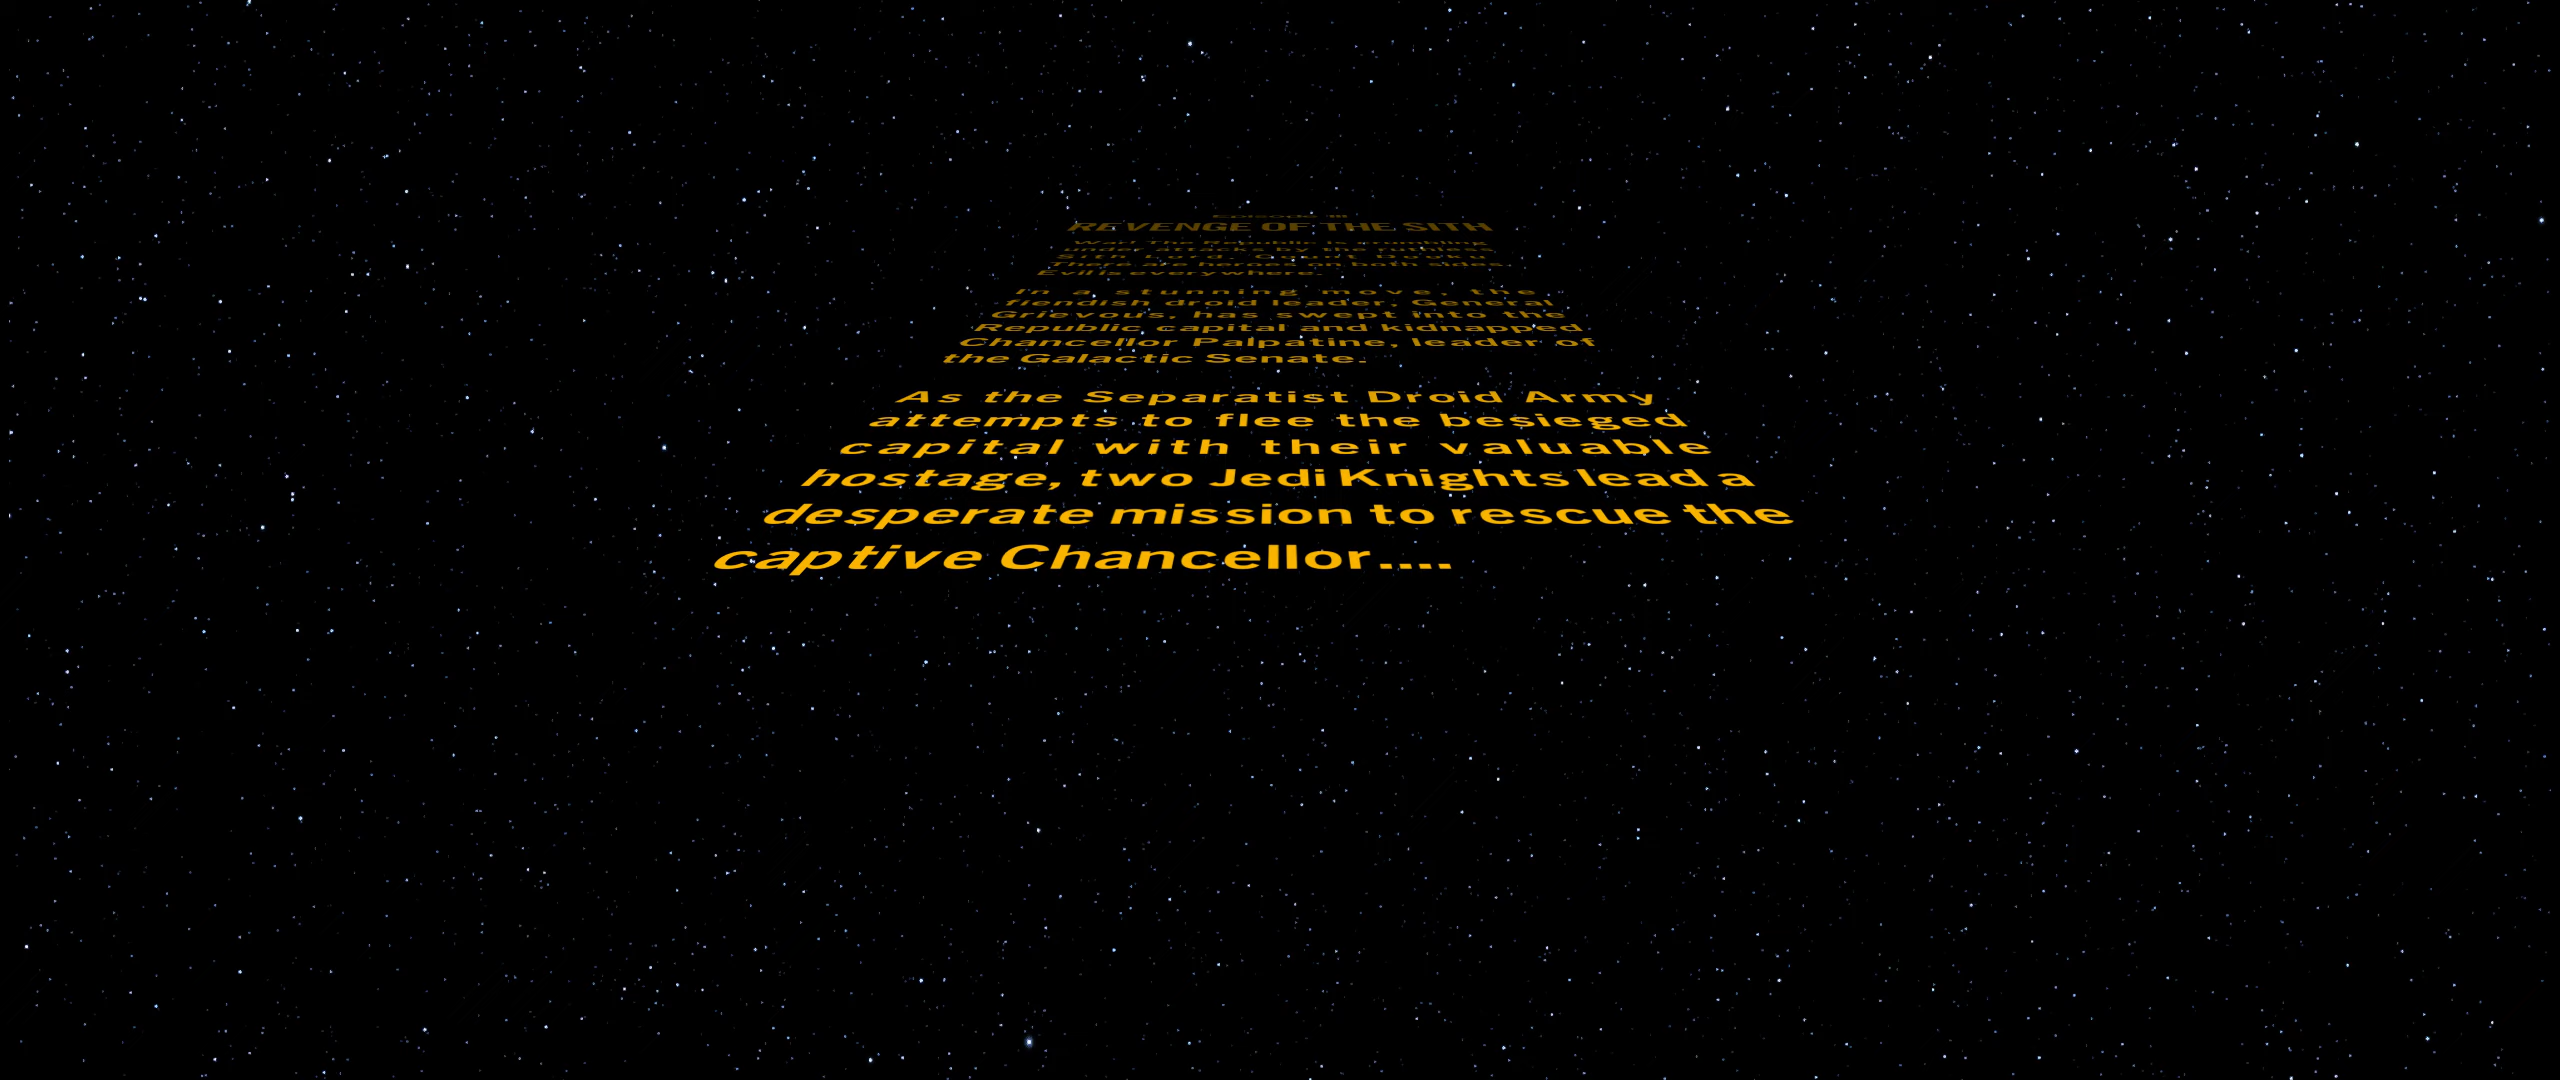 Episode III
REVENGE OF THE SITH
War! The Republic is crumbling
under attacks by the ruthless
Sith Lord, Count Dooku.
There are heroes on both sides.
Evil is everywhere.
In a stunning move, the
fiendish droid leader, General
Grievous, has swept into the
Republic capital and kidnapped
Chancellor Palpatine, leader of
the Galactic Senate.
As the Separatist Droid Army
attempts to flee the besieged
capital with their valuable
hostage, two Jedi Knights lead a
desperate mission to rescue the
captive Chancellor....